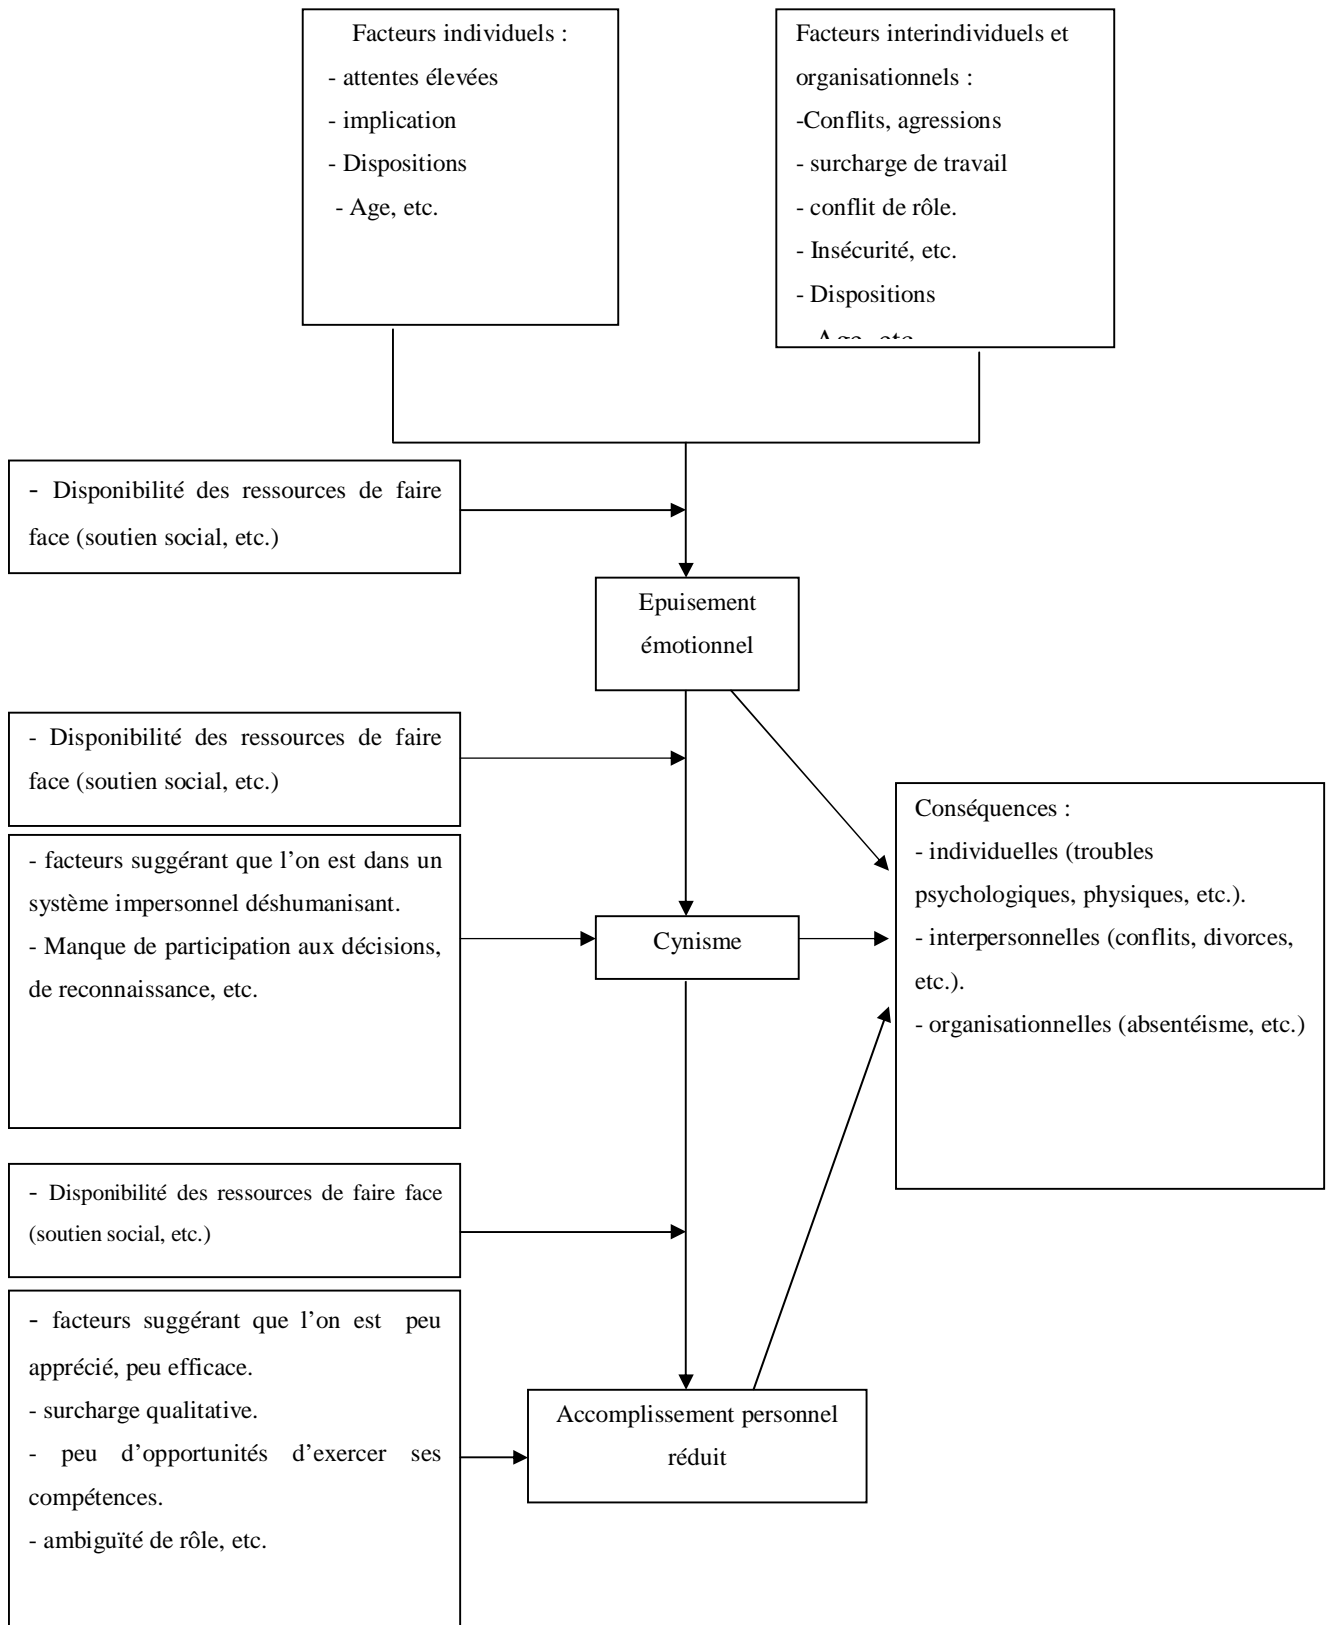 Facteurs individuels :
- attentes élevées
- implication
- Dispositions
- Age, etc.
Facteurs interindividuels et
organisationnels :
-Conflits, agressions
- surcharge de travail
- conflit de rôle.
- Insécurité, etc.
- Dispositions
Age, etc
- Disponibilité des ressources de faire
face (soutien social, etc.)
Epuisement
émotionnel
- Disponibilité des ressources de faire
face (soutien social, etc.)
- facteurs suggérant que l’on est dans un
système impersonnel déshumanisant.
- Manque de participation aux décisions,
de reconnaissance, etc.
Cynisme
Conséquences :
- individuelles (troubles
psychologiques, physiques, etc.).
- interpersonnelles (conflits, divorces,
etc.).
- organisationnelles (absentéisme, etc.)
- Disponibilité des ressources de faire face
(soutien social, etc.)
- facteurs suggérant que l’on est peu
apprécié, peu efficace.
- surcharge qualitative.
- peu d’opportunités d’exercer ses
compétences.
- ambiguïté de rôle, etc.
Accomplissement personnel
réduit